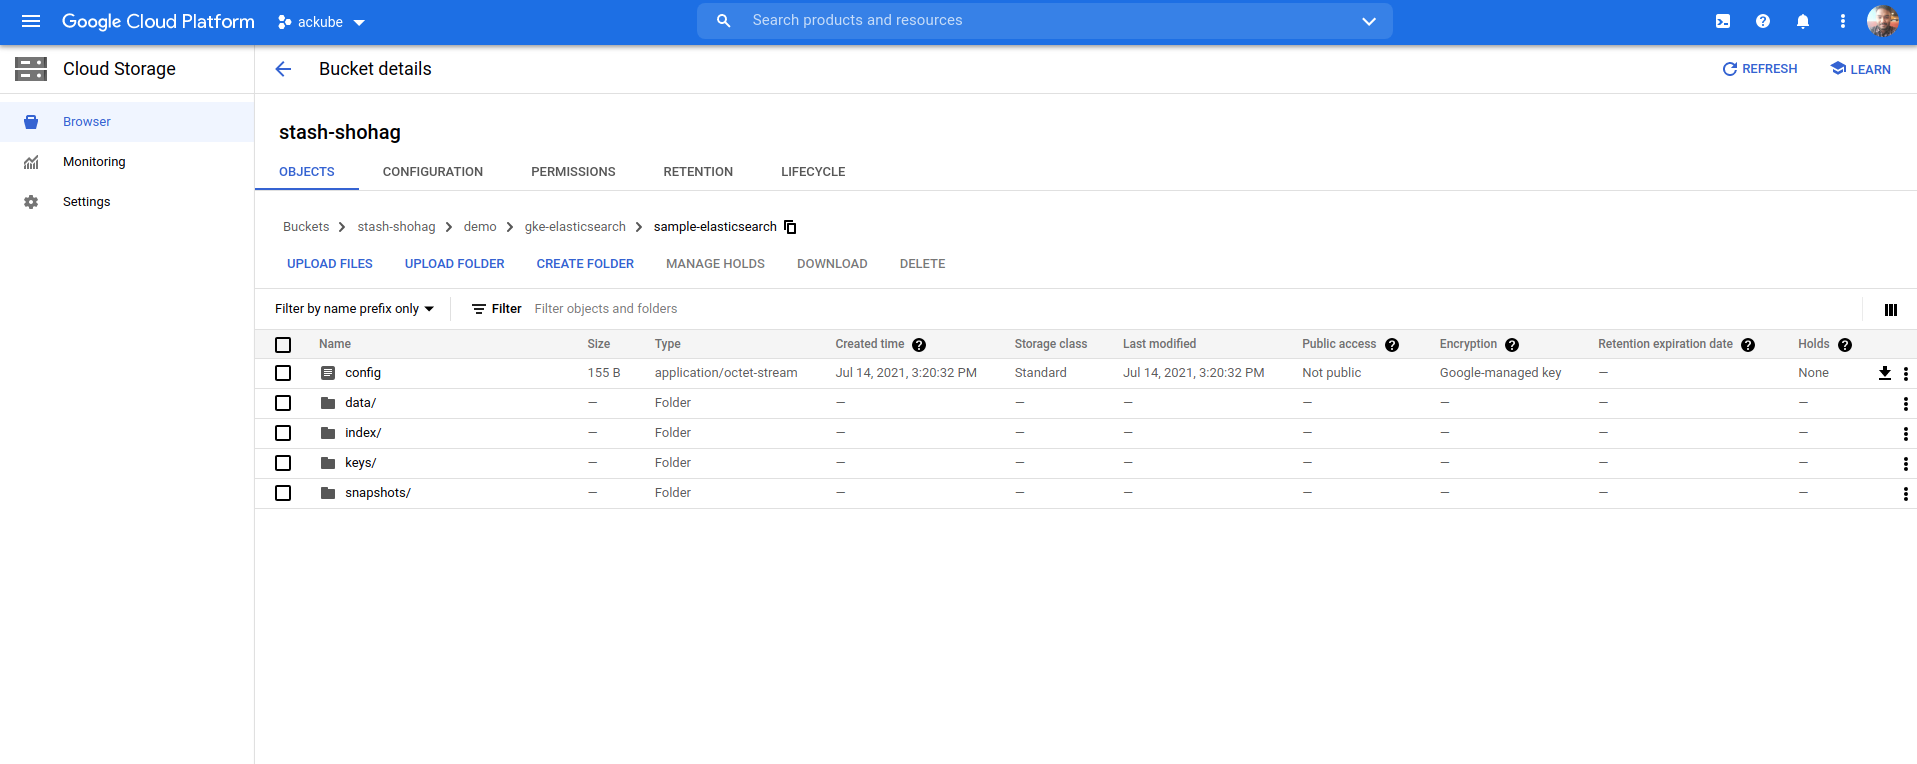 Google Cloud Platform ackube Search products and resources
Cloud Storage Bucket details REFRESH LEARN
Browser
Monitoring
Settings
stash-shohag
OBJECTS CONFIGURATION PERMISSIONS RETENTION LIFECYCLE
Buckets stash-shohag demo gke-elasticsearch sample-elasticsearch
UPLOAD FILES UPLOAD FOLDER CREATE FOLDER MANAGE HOLDS DOWNLOAD DELETE
Filter by name prefix only Filter Filter objects and folders
Name Size Type Created time ? Storage class Last modified Public access ? Encryption ? Retention expiration date ? Holds ?
config 155 B application/octet-stream Jul 14, 2021, 3:20:32 PM Standard Jul 14, 2021, 3:20:32 PM Not public Google-managed key — None
data/ — Folder — — — — — — —
index/ — Folder — — — — — — —
keys/ — Folder — — — — — — —
snapshots/ — Folder — — — — — — —